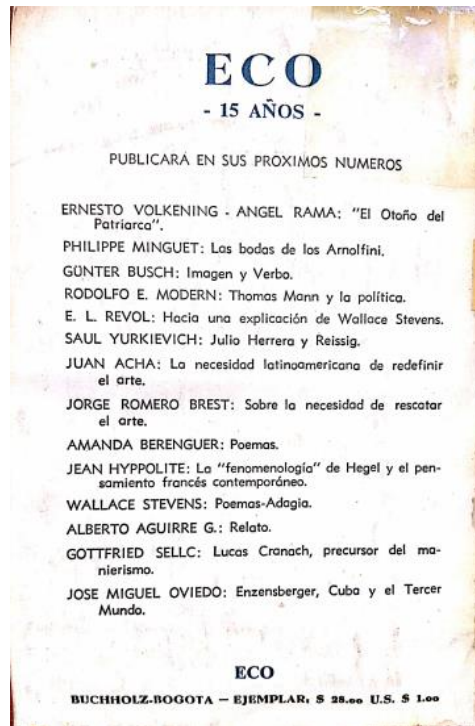 ECO
- 15 AÑOS -
PUBLICARA EN SUS PROXIMOS NUMEROS
ERNESTO VOLKENING - ANGEL RAMA: "El Otoño del
Patriarca".
PHILIPPE MINGUET: Las bodas de los Arnolfini.
GÜNTER BUSCH: Imagen y Verbo.
RODOLFO E. MODERN: Thomas Mann y la política.
E. L. REVOL: Hacia una explicación de Wallace Stevens.
SAUL YURKIEVICH: Julio Herrera y Reissig.
JUAN ACHA: La necesidad latinoamericana de redefinir
el arte.
JORGE ROMERO BREST: Sobre la necesidad de rescatar
el arte.
AMANDA BERENGUER: Poemas.
JEAN HYPPOLITE: La "fenomenología" de Hegel y el pen-
samiento francés contemporáneo.
WALLACE STEVENS: Poemas-Adagia.
ALBERTO AGUIRRE G.: Relato.
GOTTFRIED SELLC: Lucas Cranach, precursor del ma-
nierismo.
JOSE MIGUEL OVIEDO: Enzensberger, Cuba y el Tercer
Mundo.
ECO
BUCHHOLZ-BOGOTA — EJEMPLAR, $ 28.00 U.S. $ 1.00